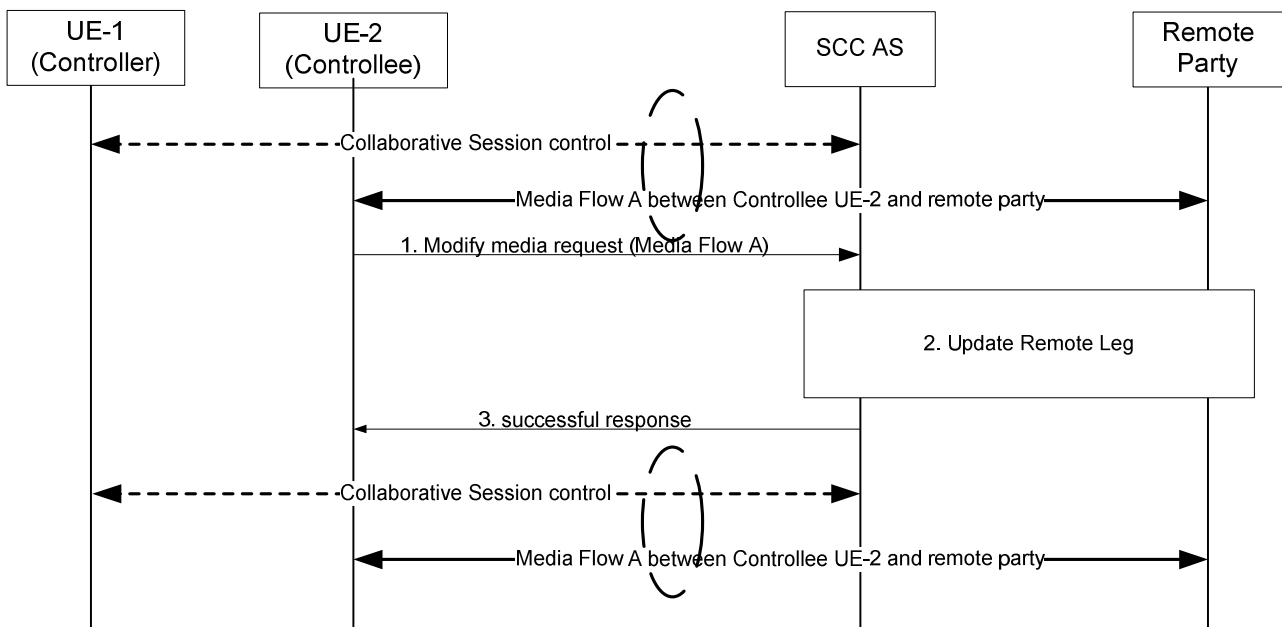 UE-1
(Controller)
UE-2
(Controllee)
SCC AS
Remote
Party
Collaborative Session control
Media Flow A between Controllee UE-2 and remote party
1. Modify media request (Media Flow A)
2. Update Remote Leg
3. successful response
Collaborative Session control
Media Flow A between Controllee UE-2 and remote party